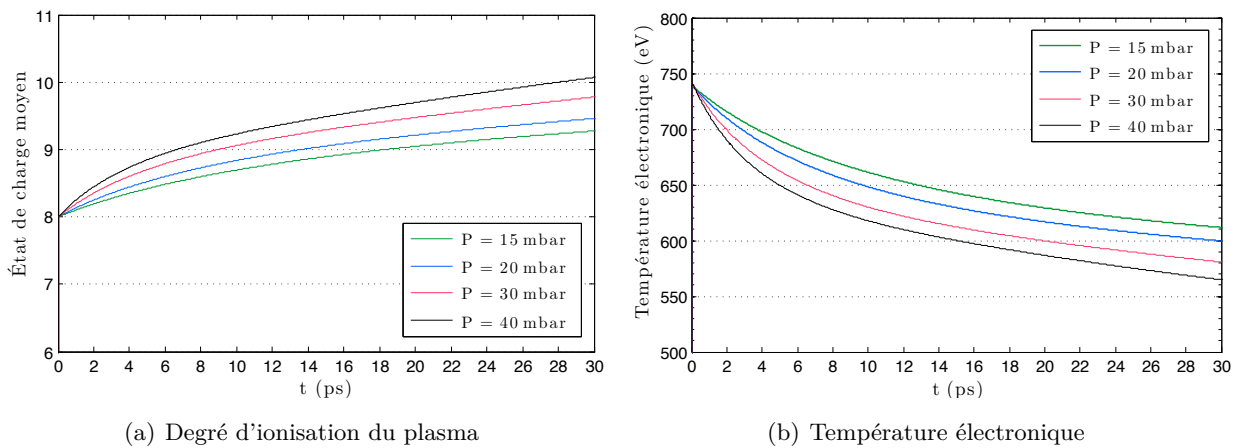 11
10
9
8
7
6
État de charge moyen
P = 15 mbar
P = 20 mbar
P = 30 mbar
P = 40 mbar
0 2 4 6 8 10 12 14 16 18 20 22 24 26 28 30
t (ps)
(a) Degré d'ionisation du plasma
800
750
700
650
600
550
500
Température électronique (eV)
P = 15 mbar
P = 20 mbar
P = 30 mbar
P = 40 mbar
0 2 4 6 8 10 12 14 16 18 20 22 24 26 28 30
t (ps)
(b) Température électronique